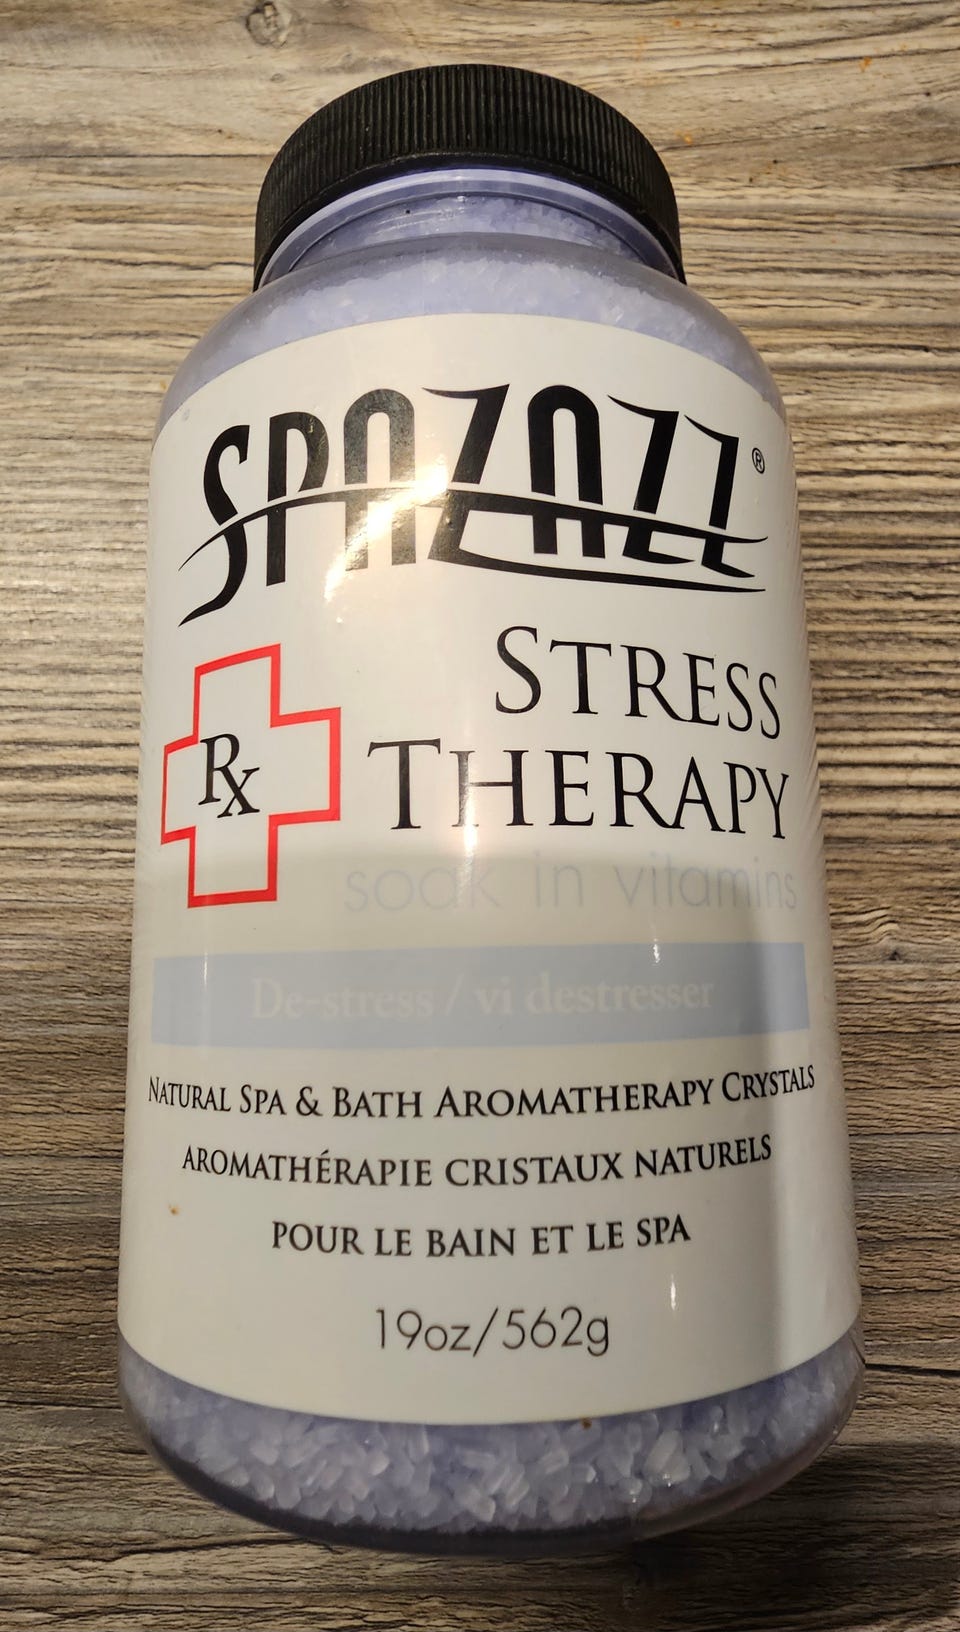 SPAZAZZ®
STRESS
THERAPY
Rx
soak in vitamins
De-stress / vi destresser
NATURAL SPA & BATH AROMATHERAPY CRYSTALS
AROMATHÉRAPIE CRISTAUX NATURELS
POUR LE BAIN ET LE SPA
19oz/562g